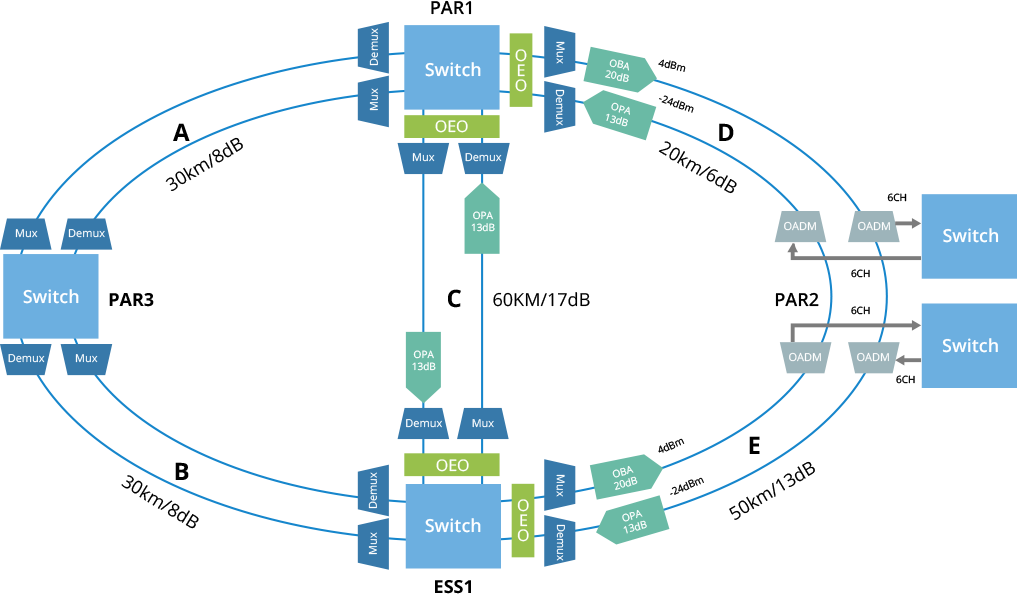 PAR1
Demux
Mux
Switch
OEO
OEO
Mux
Demux
OBA
20dB
4dBm
OPA
13dB
-24dBm
A
30km/8dB
Mux
Demux
D
20km/6dB
OPA
13dB
Mux
Demux
Switch
PAR3
Demux
Mux
C
60KM/17dB
OPA
13dB
PAR2
OADM
OADM
6CH
6CH
Switch
6CH
OADM
OADM
6CH
Switch
B
30km/8dB
Demux
Mux
OEO
E
50km/13dB
Demux
Mux
Switch
OEO
Mux
Demux
OBA
20dB
4dBm
OPA
13dB
-24dBm
ESS1